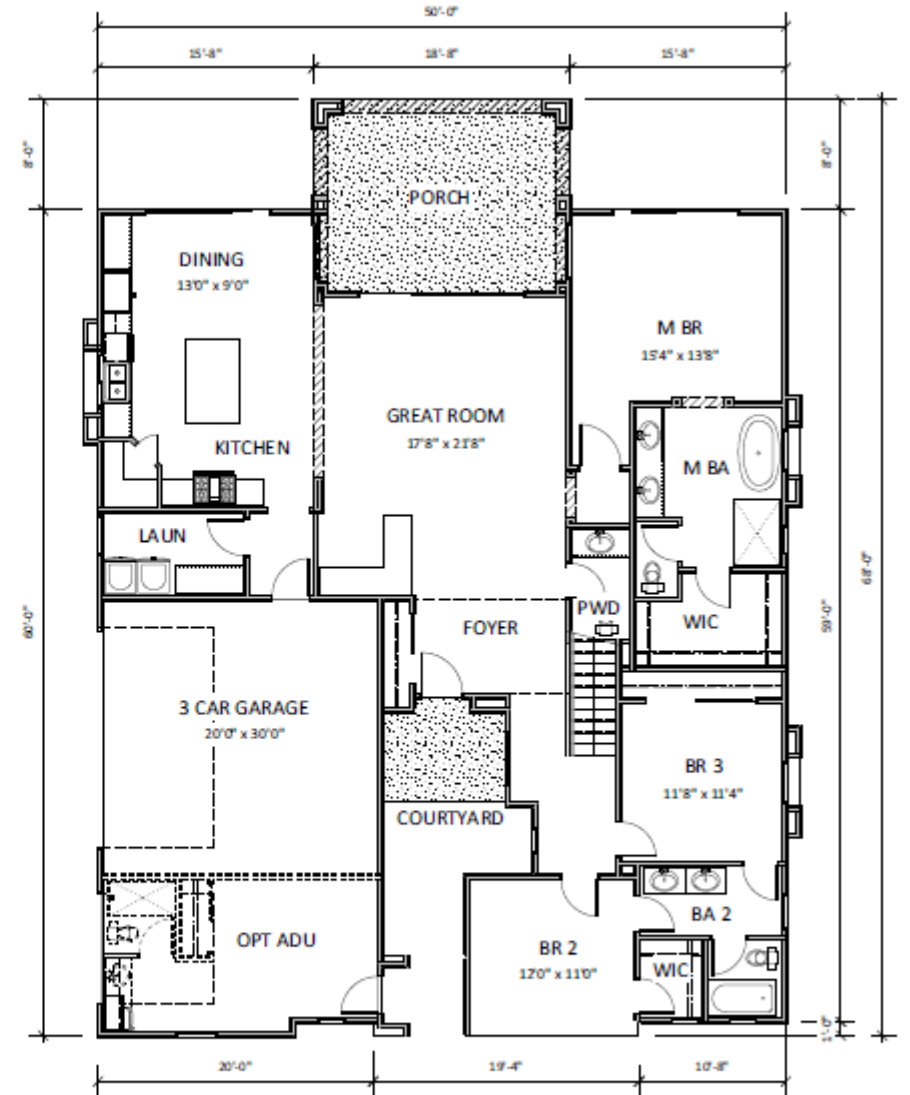 50'-0"
15'-8"
18'-8"
15'-8"
8'-0"
8'-0"
PORCH
DINING
13'0" x 9'0"
M BR
15'4" x 13'8"
GREAT ROOM
17'8" x 21'8"
KITCHEN
M BA
LAUN
68'-0"
60'-0"
59'-0"
PWD
WIC
FOYER
3 CAR GARAGE
20'0" x 30'0"
BR 3
11'8" x 11'4"
COURTYARD
BA 2
OPT ADU
BR 2
12'0" x 11'0"
WIC
1'-0"
20'-0"
19'-4"
10'-8"